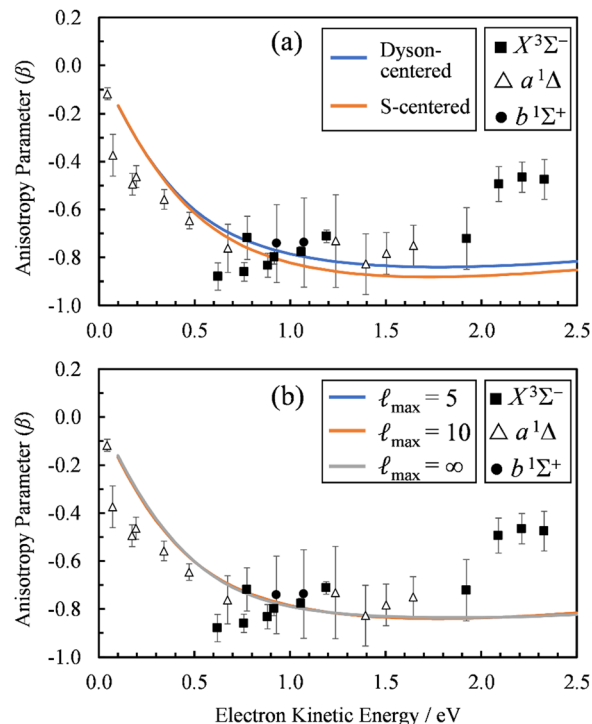 (a)
Dyson-
centered
S-centered
X³Σ⁻
a¹Δ
b¹Σ⁺
Anisotropy Parameter (β)
0.2
0.0
-0.2
-0.4
-0.6
-0.8
-1.0
0.0 0.5 1.0 1.5 2.0 2.5
(b)
ℓmax = 5
ℓmax = 10
ℓmax = ∞
X³Σ⁻
a¹Δ
b¹Σ⁺
Anisotropy Parameter (β)
0.2
0.0
-0.2
-0.4
-0.6
-0.8
-1.0
0.0 0.5 1.0 1.5 2.0 2.5
Electron Kinetic Energy / eV